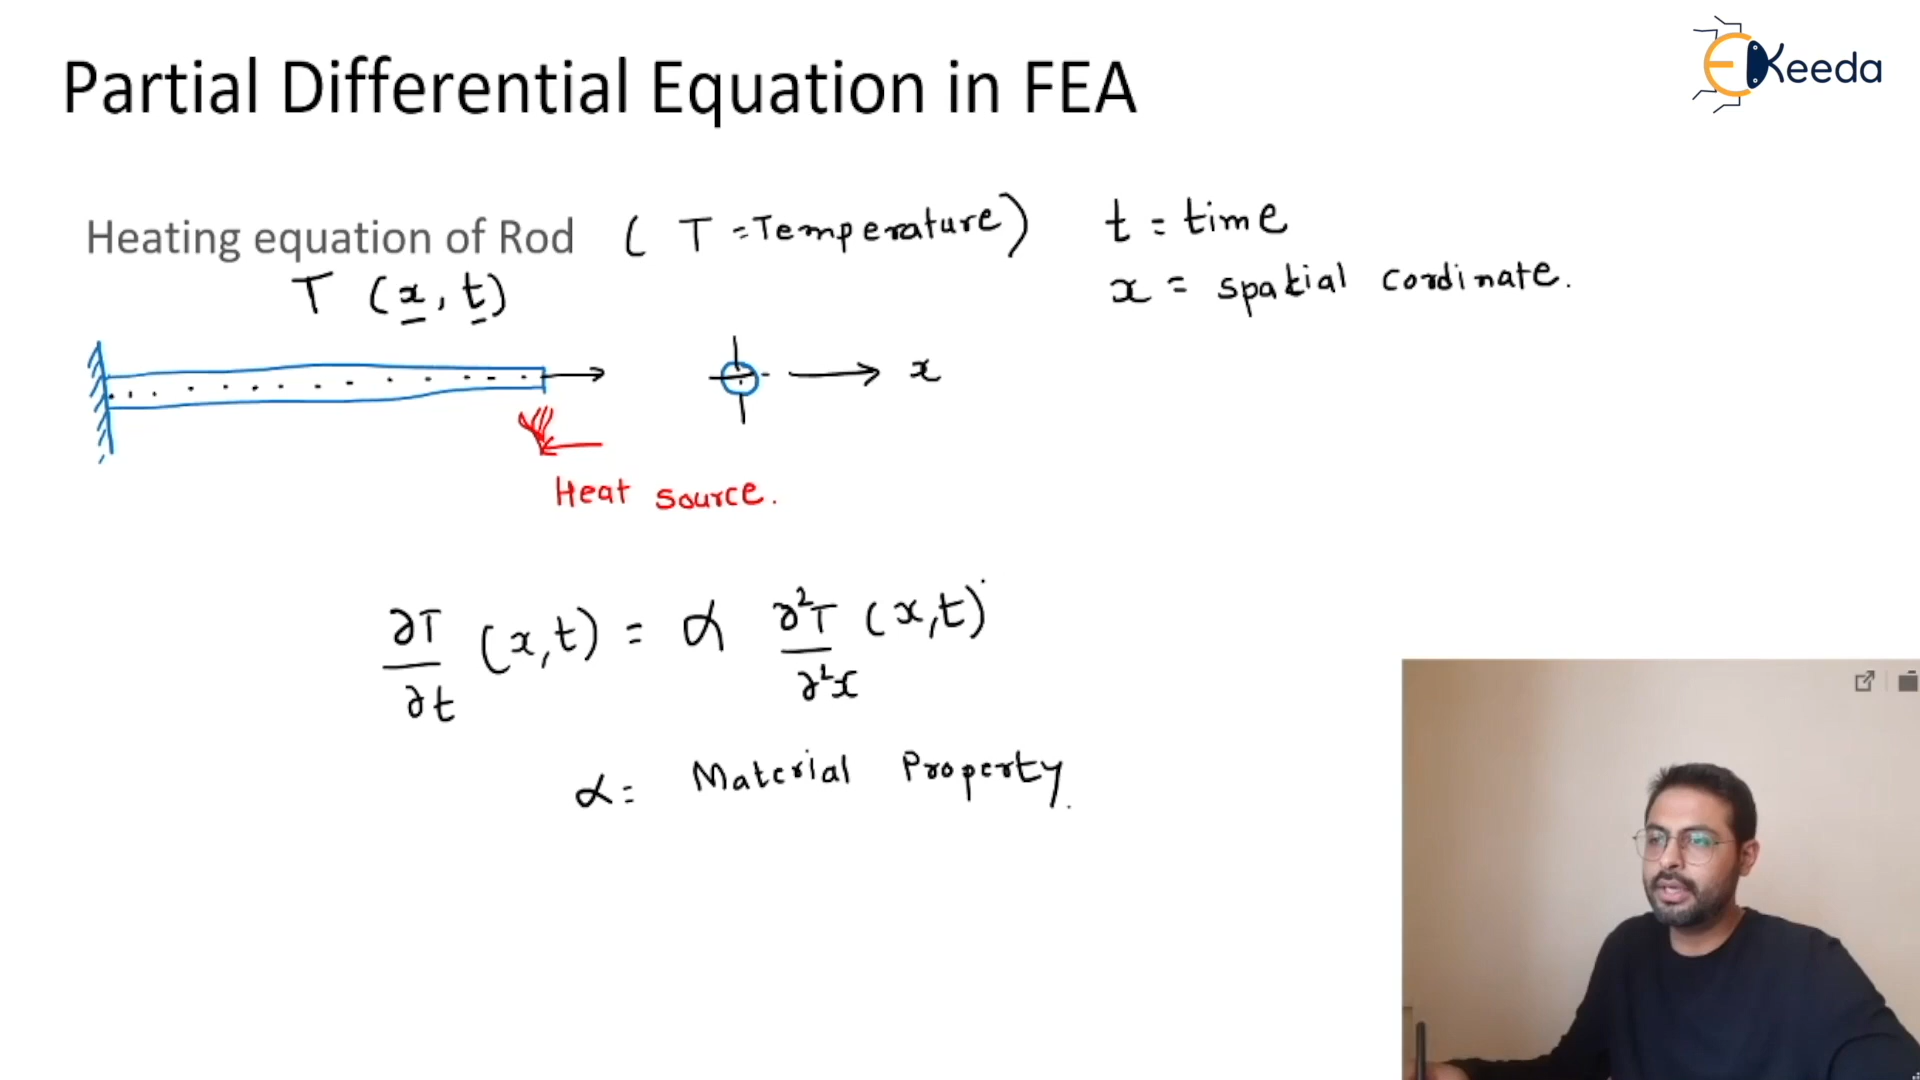 Partial Differential Equation in FEA
EKeeda
Heating equation of Rod ( T = Temperature)
t = time
x = spatial cordinate.
T (x, t)
x
Heat source.
∂T/∂t (x,t) = α ∂²T/∂²x (x,t)
α = Material Property.